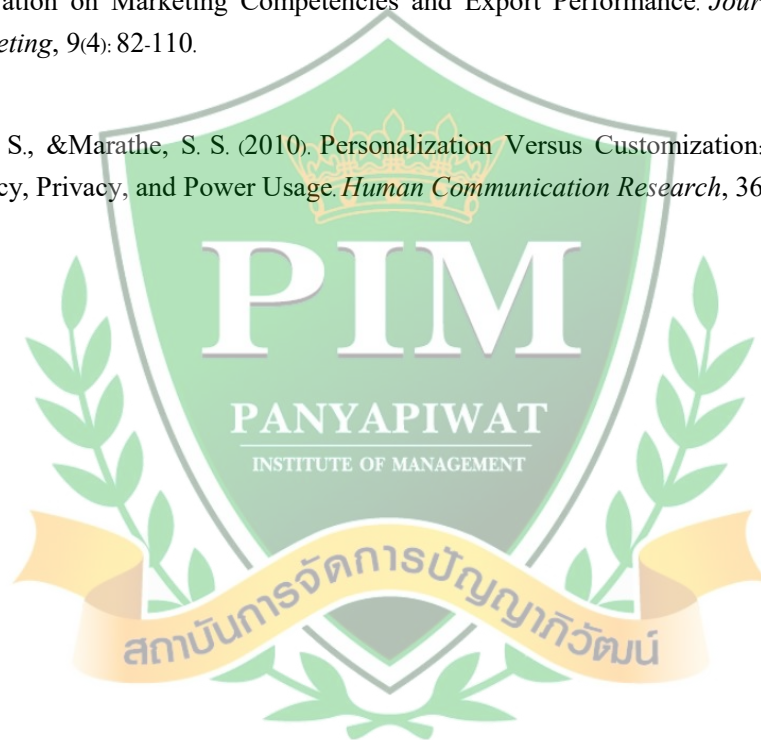 ation on Marketing Competencies and Export Performance. Jour
eting, 9(4): 82-110.
S., &Marathe, S. S. (2010). Personalization Versus Customization:
cy, Privacy, and Power Usage. Human Communication Research, 36
PIM
PANYAPIWAT
INSTITUTE OF MANAGEMENT
สถาบันการจัดการปัญญาภิวัฒน์